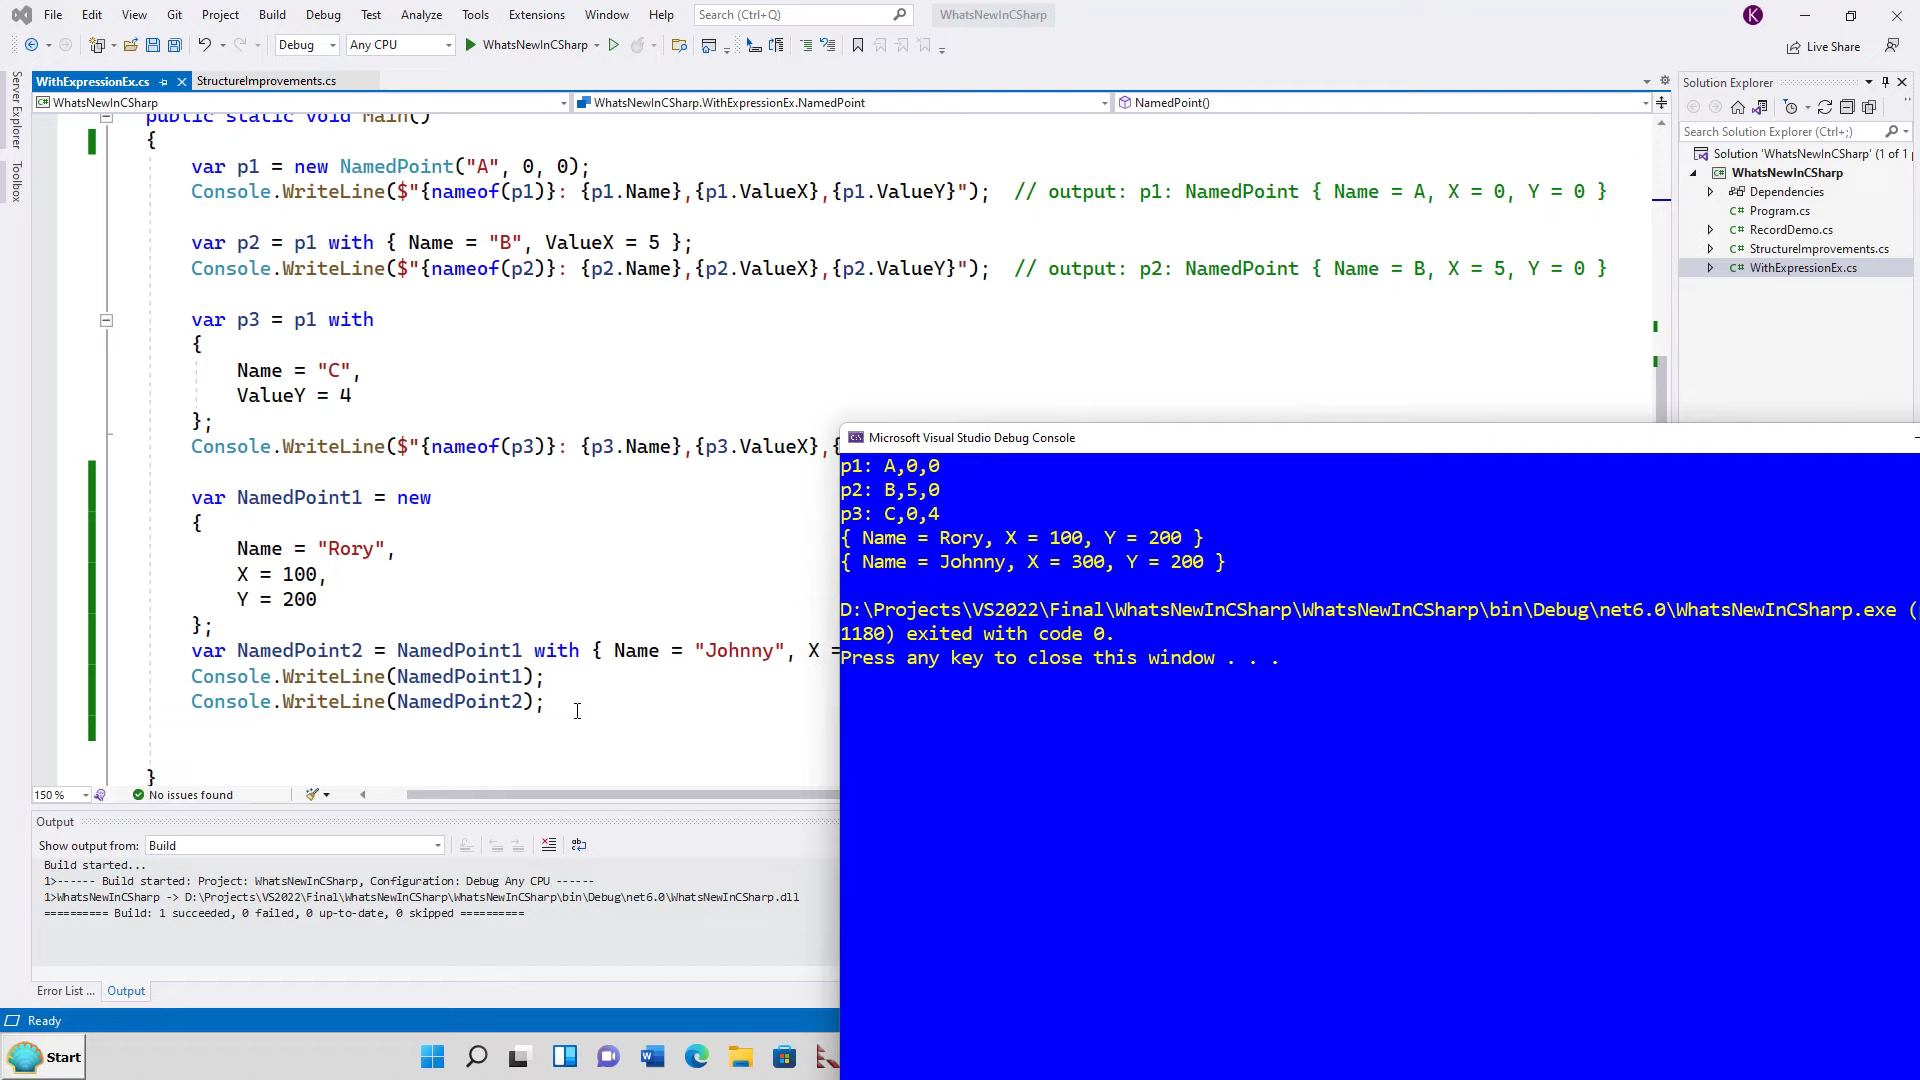 File Edit View Git Project Build Debug Test Analyze Tools Extensions Window Help Search (Ctrl+Q) WhatsNewInCSharp K
Debug Any CPU WhatsNewInCSharp Live Share
WithExpressionEx.cs StructureImprovements.cs
WhatsNewInCSharp WhatsNewInCSharp.WithExpressionEx.NamedPoint NamedPoint()
Server Explorer
Toolbox
public static void Main()
{
var p1 = new NamedPoint("A", 0, 0);
Console.WriteLine($"{nameof(p1)}: {p1.Name},{p1.ValueX},{p1.ValueY}"); // output: p1: NamedPoint { Name = A, X = 0, Y = 0 }
var p2 = p1 with { Name = "B", ValueX = 5 };
Console.WriteLine($"{nameof(p2)}: {p2.Name},{p2.ValueX},{p2.ValueY}"); // output: p2: NamedPoint { Name = B, X = 5, Y = 0 }
var p3 = p1 with
{
Name = "C",
ValueY = 4
};
Console.WriteLine($"{nameof(p3)}: {p3.Name},{p3.ValueX},{
var NamedPoint1 = new
{
Name = "Rory",
X = 100,
Y = 200
};
var NamedPoint2 = NamedPoint1 with { Name = "Johnny", X =
Console.WriteLine(NamedPoint1);
Console.WriteLine(NamedPoint2);
}
150 % No issues found
Output
Show output from: Build
Build started...
1>------ Build started: Project: WhatsNewInCSharp, Configuration: Debug Any CPU ------
1>WhatsNewInCSharp -> D:\Projects\VS2022\Final\WhatsNewInCSharp\WhatsNewInCSharp\bin\Debug\net6.0\WhatsNewInCSharp.dll
========== Build: 1 succeeded, 0 failed, 0 up-to-date, 0 skipped ==========
Error List ... Output
Ready
Start
Solution Explorer
Search Solution Explorer (Ctrl+;)
Solution 'WhatsNewInCSharp' (1 of 1
WhatsNewInCSharp
Dependencies
C# Program.cs
C# RecordDemo.cs
C# StructureImprovements.cs
C# WithExpressionEx.cs
Microsoft Visual Studio Debug Console
p1: A,0,0
p2: B,5,0
p3: C,0,4
{ Name = Rory, X = 100, Y = 200 }
{ Name = Johnny, X = 300, Y = 200 }
D:\Projects\VS2022\Final\WhatsNewInCSharp\WhatsNewInCSharp\bin\Debug\net6.0\WhatsNewInCSharp.exe (
1180) exited with code 0.
Press any key to close this window . . .